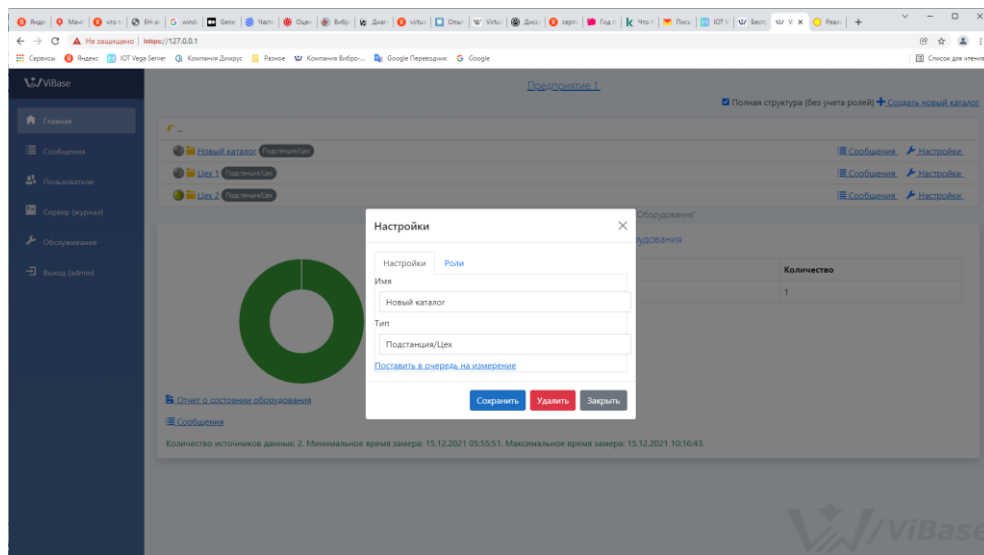 Не защищено
https://127.0.0.1
Сервисы Яндекс IOT Vega Server Компания Димрус Разное Компания Вибро-... Google Переводчик Google
Список для чтения
ViBase
Предприятие 1
Полная структура (без учета ролей) Создать новый каталог
Главная
...
Сообщения
Новый каталог Подстанция/Цех Сообщения Настройки
Цех 1 Подстанция/Цех Сообщения Настройки
Пользователи
Цех 2 Подстанция/Цех Сообщения Настройки
Сервер (журнал)
Оборудование"
Настройки
Обслуживание
удования
Настройки Роли
Выход (admin)
Количество
Имя
1
Новый каталог
Тип
Подстанция/Цех
Поставить в очередь на измерение
Отчет о состоянии оборудования
Сохранить Удалить Закрыть
Сообщения
Количество источников данных: 2. Минимальное время замера: 15.12.2021 05:55:51. Максимальное время замера: 15.12.2021 10:16:43.
/ViBase